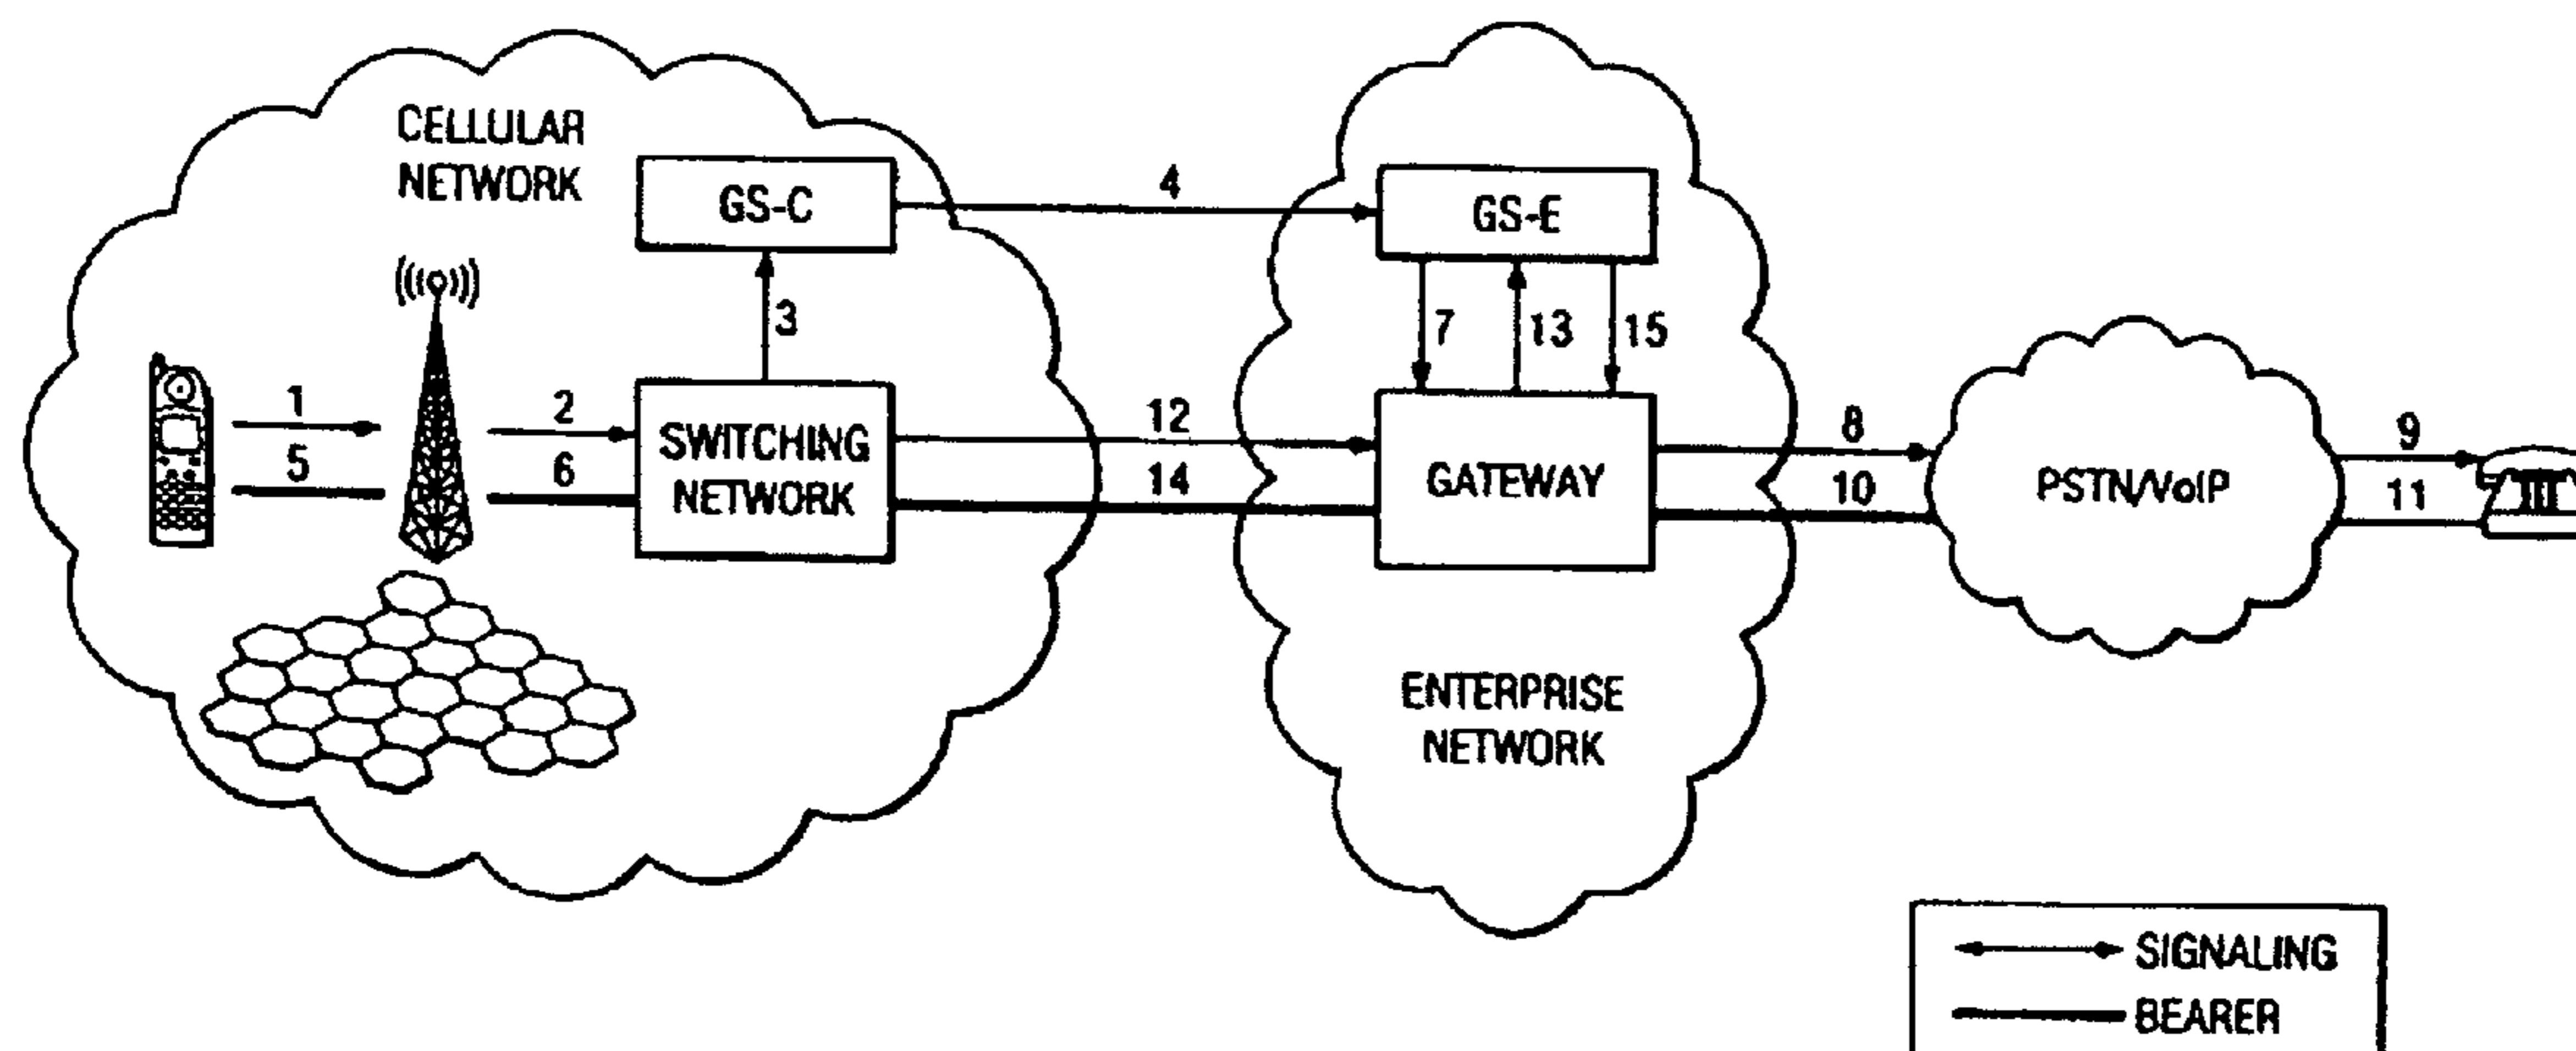 CELLULAR
NETWORK
GS-C
4
GS-E
3
7
13
15
1
2
5
6
SWITCHING
NETWORK
12
14
GATEWAY
8
10
PSTN/VoIP
9
11
ENTERPRISE
NETWORK
SIGNALING
BEARER